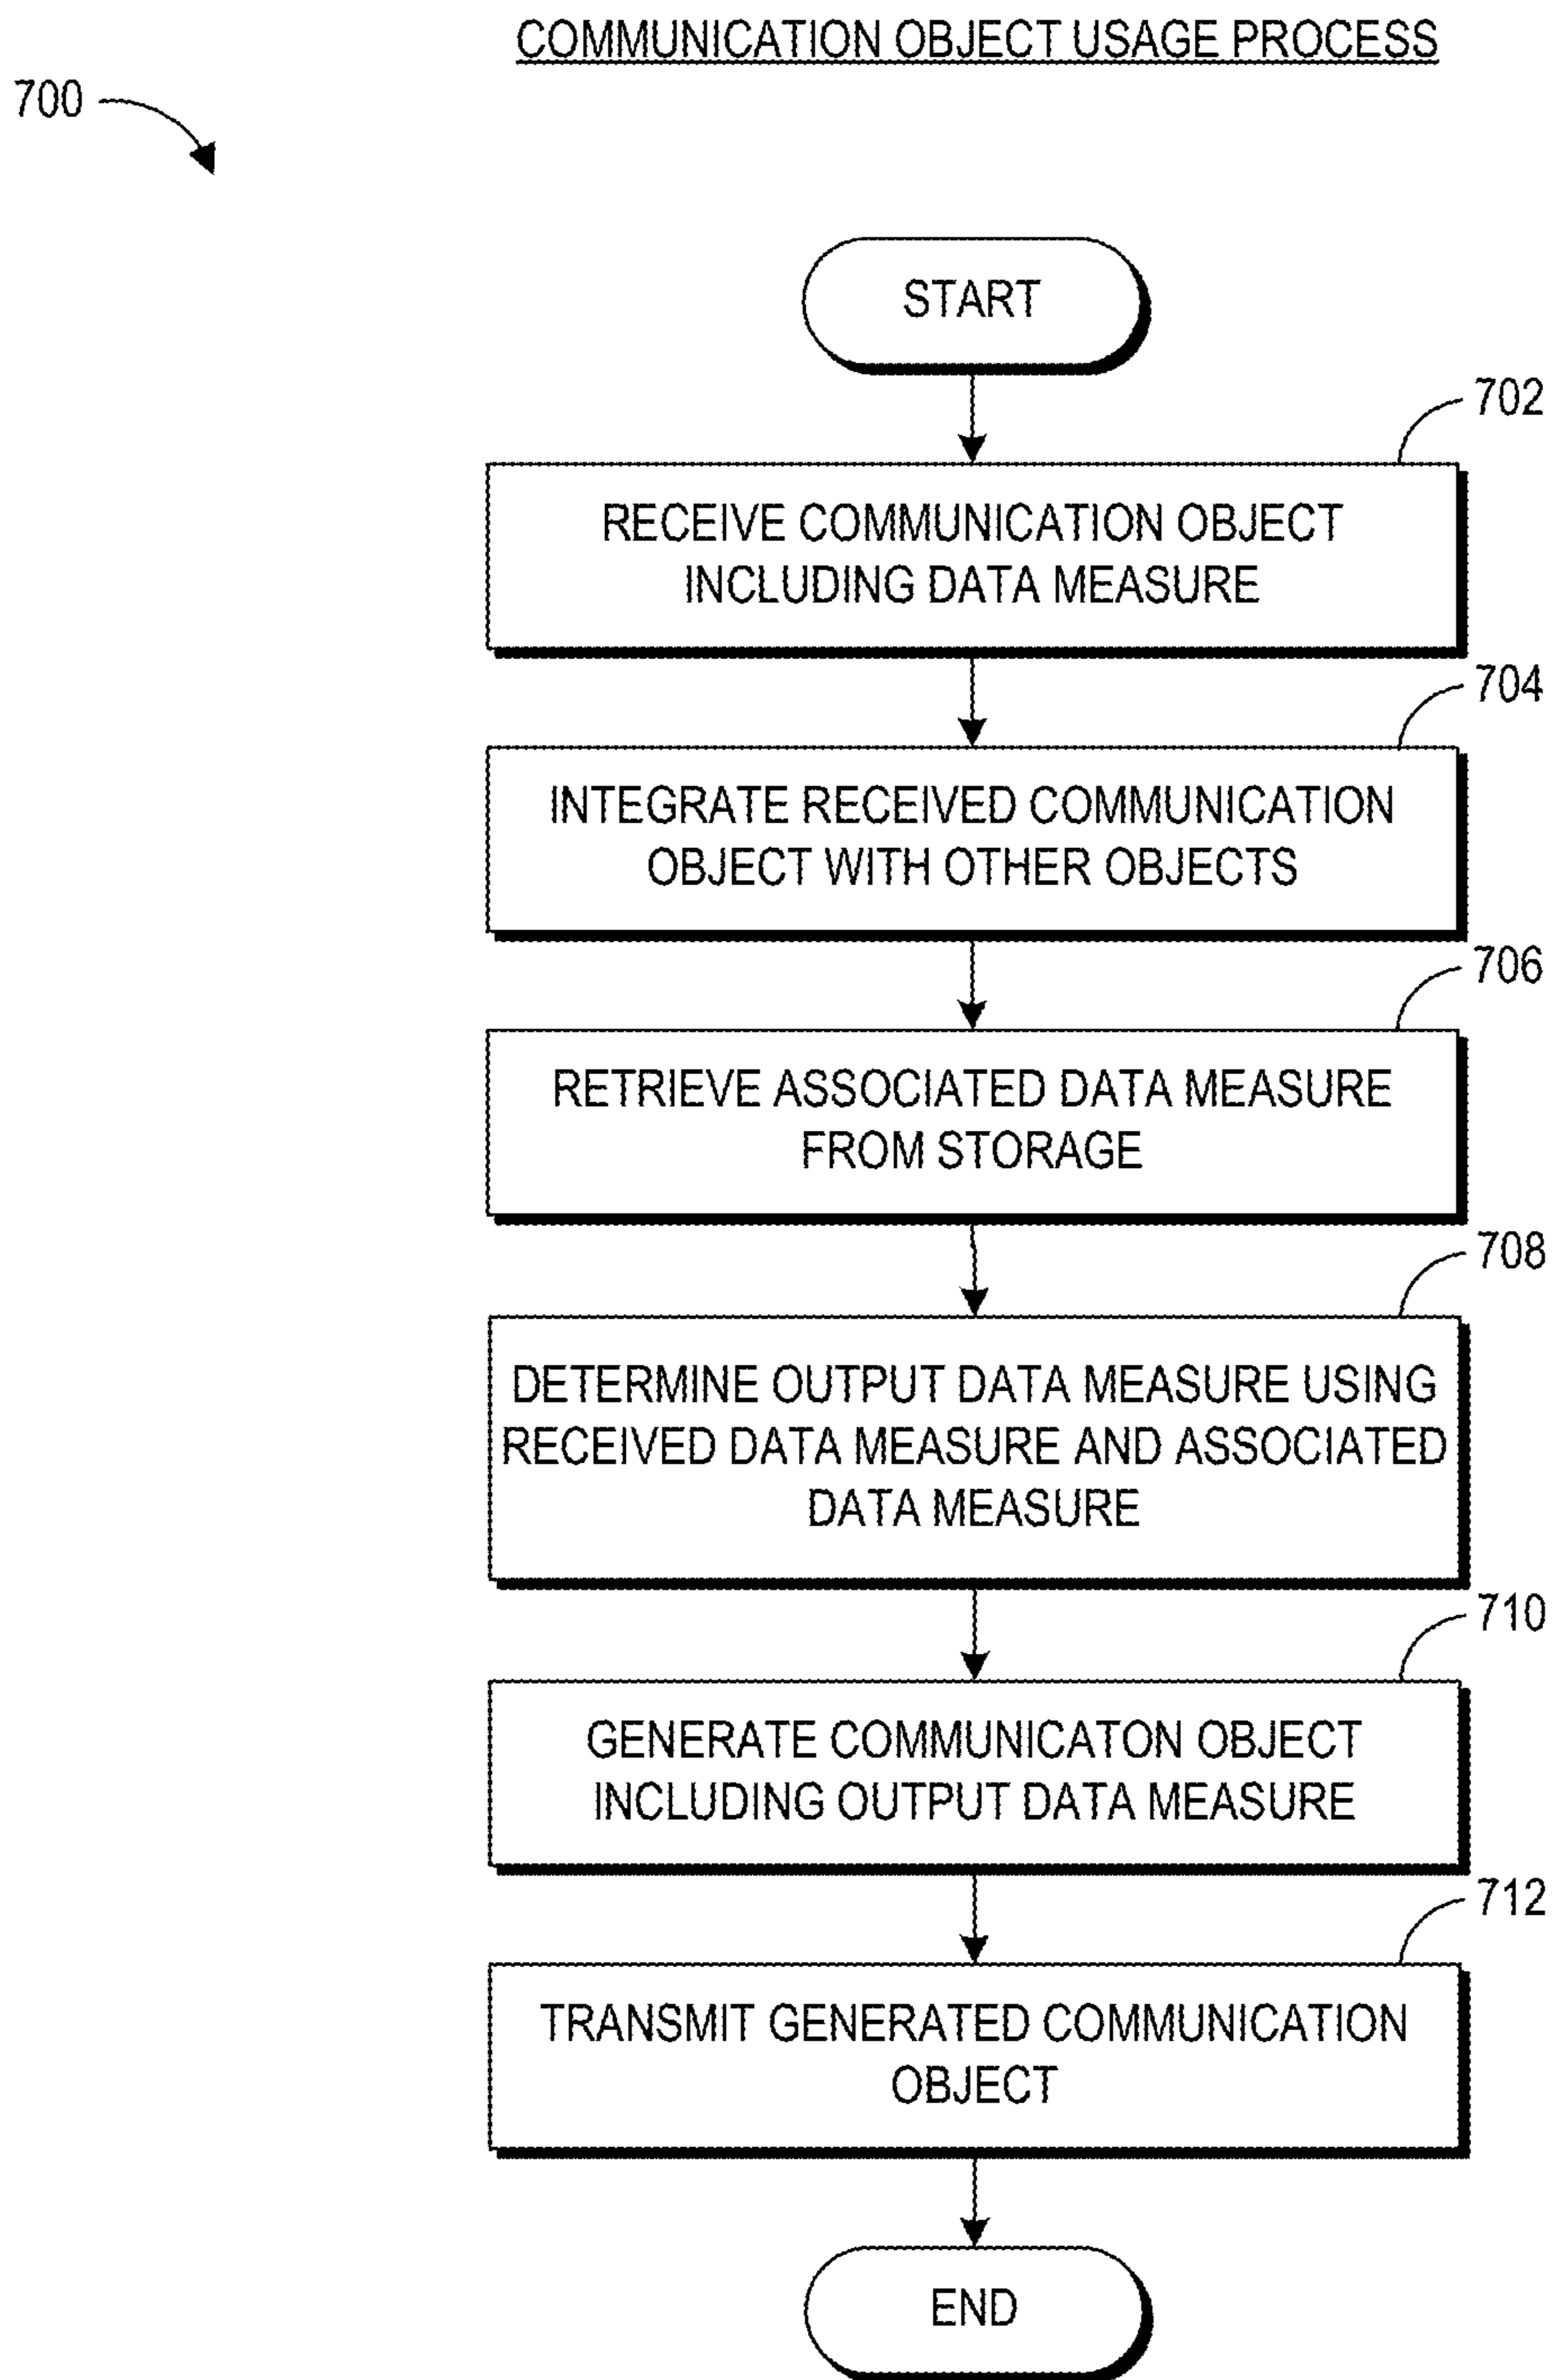 COMMUNICATION OBJECT USAGE PROCESS
700
START
702
RECEIVE COMMUNICATION OBJECT
INCLUDING DATA MEASURE
704
INTEGRATE RECEIVED COMMUNICATION
OBJECT WITH OTHER OBJECTS
706
RETRIEVE ASSOCIATED DATA MEASURE
FROM STORAGE
708
DETERMINE OUTPUT DATA MEASURE USING
RECEIVED DATA MEASURE AND ASSOCIATED
DATA MEASURE
710
GENERATE COMMUNICATON OBJECT
INCLUDING OUTPUT DATA MEASURE
712
TRANSMIT GENERATED COMMUNICATION
OBJECT
END